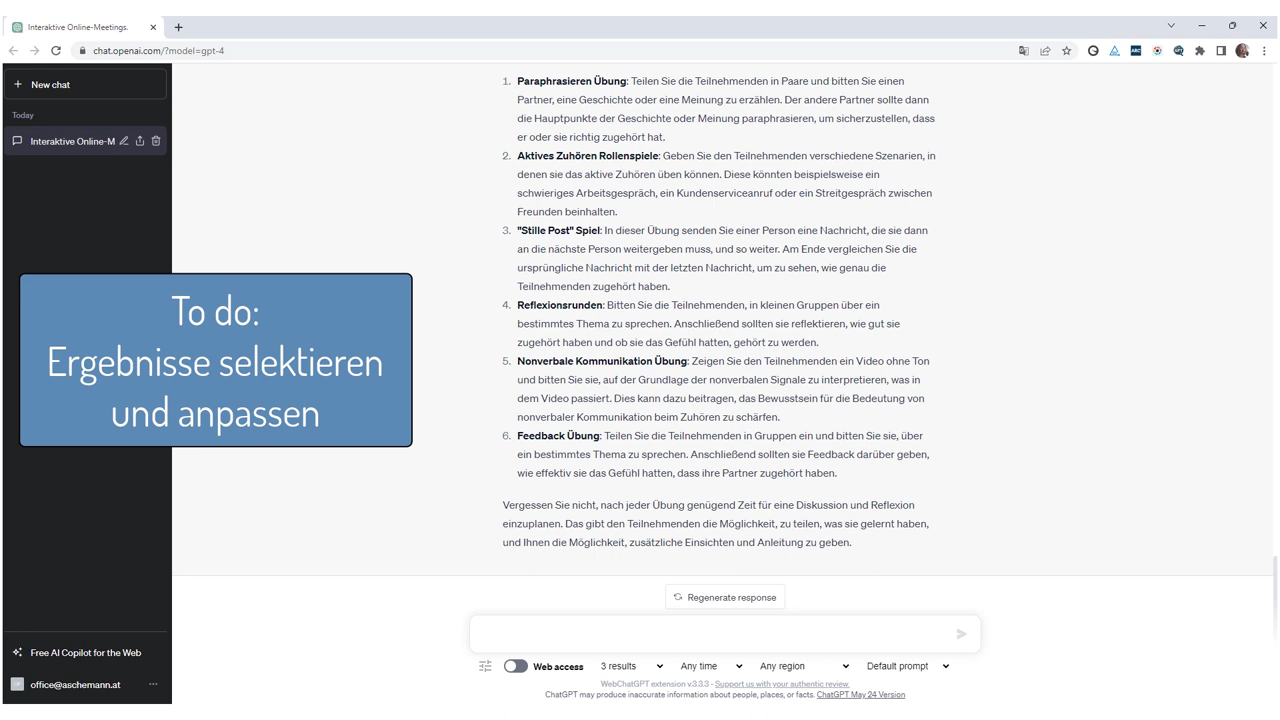 Interaktive Online-Meetings.
chat.openai.com/?model=gpt-4
New chat
Today
Interaktive Online-M
To do:
Ergebnisse selektieren
und anpassen
1. Paraphrasieren Übung: Teilen Sie die Teilnehmenden in Paare und bitten Sie einen
Partner, eine Geschichte oder eine Meinung zu erzählen. Der andere Partner sollte dann
die Hauptpunkte der Geschichte oder Meinung paraphrasieren, um sicherzustellen, dass
er oder sie richtig zugehört hat.
2. Aktives Zuhören Rollenspiele: Geben Sie den Teilnehmenden verschiedene Szenarien, in
denen sie das aktive Zuhören üben können. Diese könnten beispielsweise ein
schwieriges Arbeitsgespräch, ein Kundenserviceanruf oder ein Streitgespräch zwischen
Freunden beinhalten.
3. "Stille Post" Spiel: In dieser Übung senden Sie einer Person eine Nachricht, die sie dann
an die nächste Person weitergeben muss, und so weiter. Am Ende vergleichen Sie die
ursprüngliche Nachricht mit der letzten Nachricht, um zu sehen, wie genau die
Teilnehmenden zugehört haben.
4. Reflexionsrunden: Bitten Sie die Teilnehmenden, in kleinen Gruppen über ein
bestimmtes Thema zu sprechen. Anschließend sollten sie reflektieren, wie gut sie
zugehört haben und ob sie das Gefühl hatten, gehört zu werden.
5. Nonverbale Kommunikation Übung: Zeigen Sie den Teilnehmenden ein Video ohne Ton
und bitten Sie sie, auf der Grundlage der nonverbalen Signale zu interpretieren, was in
dem Video passiert. Dies kann dazu beitragen, das Bewusstsein für die Bedeutung von
nonverbaler Kommunikation beim Zuhören zu schärfen.
6. Feedback Übung: Teilen Sie die Teilnehmenden in Gruppen ein und bitten Sie sie, über
ein bestimmtes Thema zu sprechen. Anschließend sollten sie Feedback darüber geben,
wie effektiv sie das Gefühl hatten, dass ihre Partner zugehört haben.
Vergessen Sie nicht, nach jeder Übung genügend Zeit für eine Diskussion und Reflexion
einzuplanen. Das gibt den Teilnehmenden die Möglichkeit, zu teilen, was sie gelernt haben,
und Ihnen die Möglichkeit, zusätzliche Einsichten und Anleitung zu geben.
Regenerate response
Web access 3 results Any time Any region Default prompt
WebChatGPT extension v.3.3.3 - Support us with your authentic review.
ChatGPT may produce inaccurate information about people, places, or facts. ChatGPT May 24 Version
Free AI Copilot for the Web
office@aschemann.at